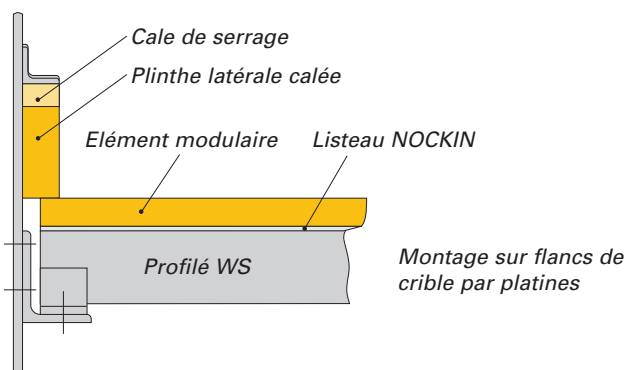 Cale de serrage
Plinthe latérale calée
Elément modulaire
Listeau NOCKIN
Profilé WS
Montage sur flancs de
crible par platines